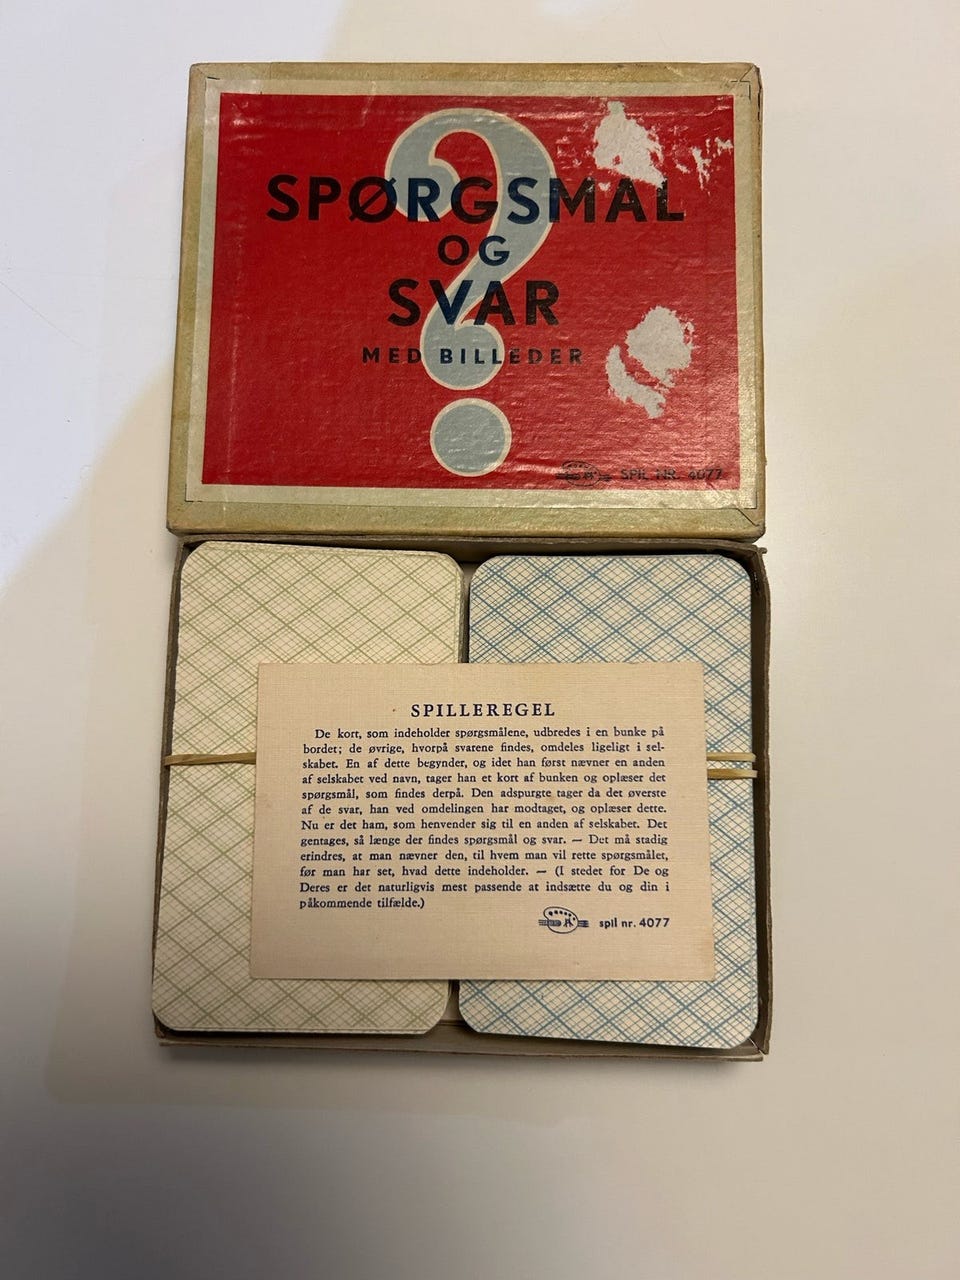 SPØRGSMAL
OG
SVAR
MED BILLEDER
SPIL NR. 4077
SPILLEREGEL
De kort, som indeholder spørgsmålene, udbredes i en bunke på
bordet; de øvrige, hvorpå svarene findes, omdeles ligeligt i sel-
skabet. En af dette begynder, og idet han først nævner en anden
af selskabet ved navn, tager han et kort af bunken og oplæser det
spørgsmål, som findes derpå. Den adspurgte tager da det øverste
af de svar, han ved omdelingen har modtaget, og oplæser dette.
Nu er det ham, som henvender sig til en anden af selskabet. Det
gentages, så længe der findes spørgsmål og svar. — Det må stadig
erindres, at man nævner den, til hvem man vil rette spørgsmålet,
før man har set, hvad dette indeholder. — (I stedet for De og
Deres er det naturligvis mest passende at indsætte du og din i
påkommende tilfælde.)
spil nr. 4077